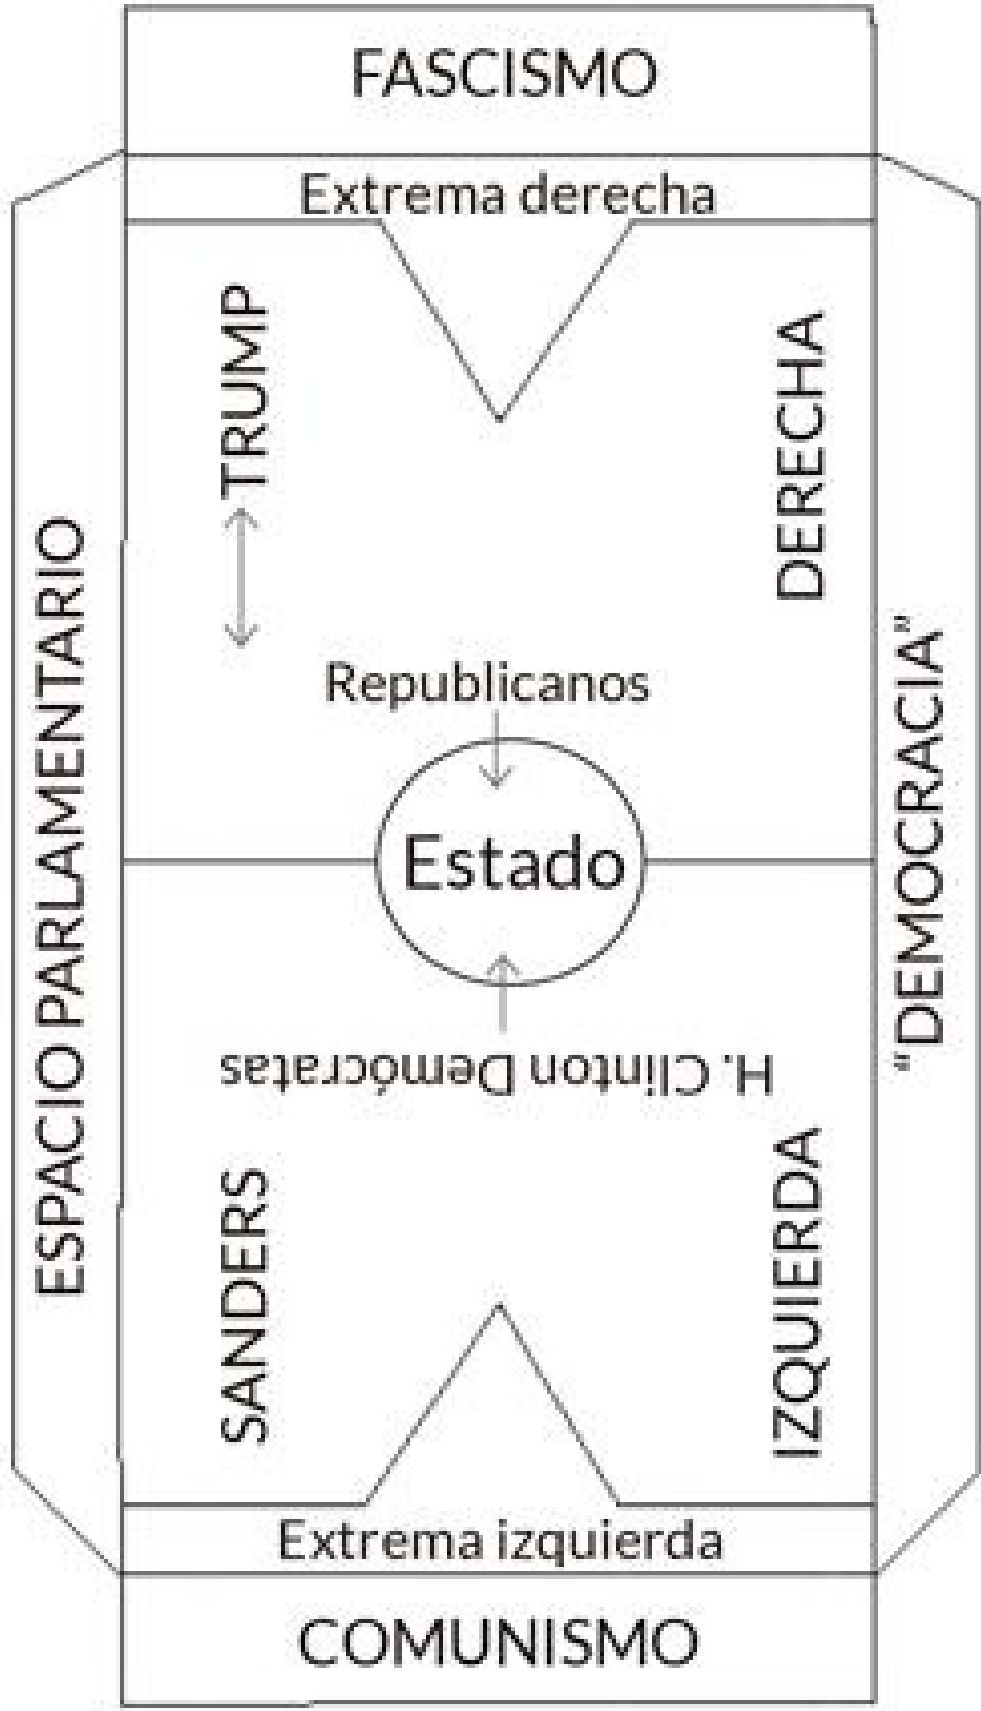 FASCISMO
Extrema derecha
TRUMP
DERECHA
Republicanos
ESPACIO PARLAMENTARIO
Estado
“DEMOCRACIA”
H. Clinton Demócratas
SANDERS
IZQUIERDA
Extrema izquierda
COMUNISMO